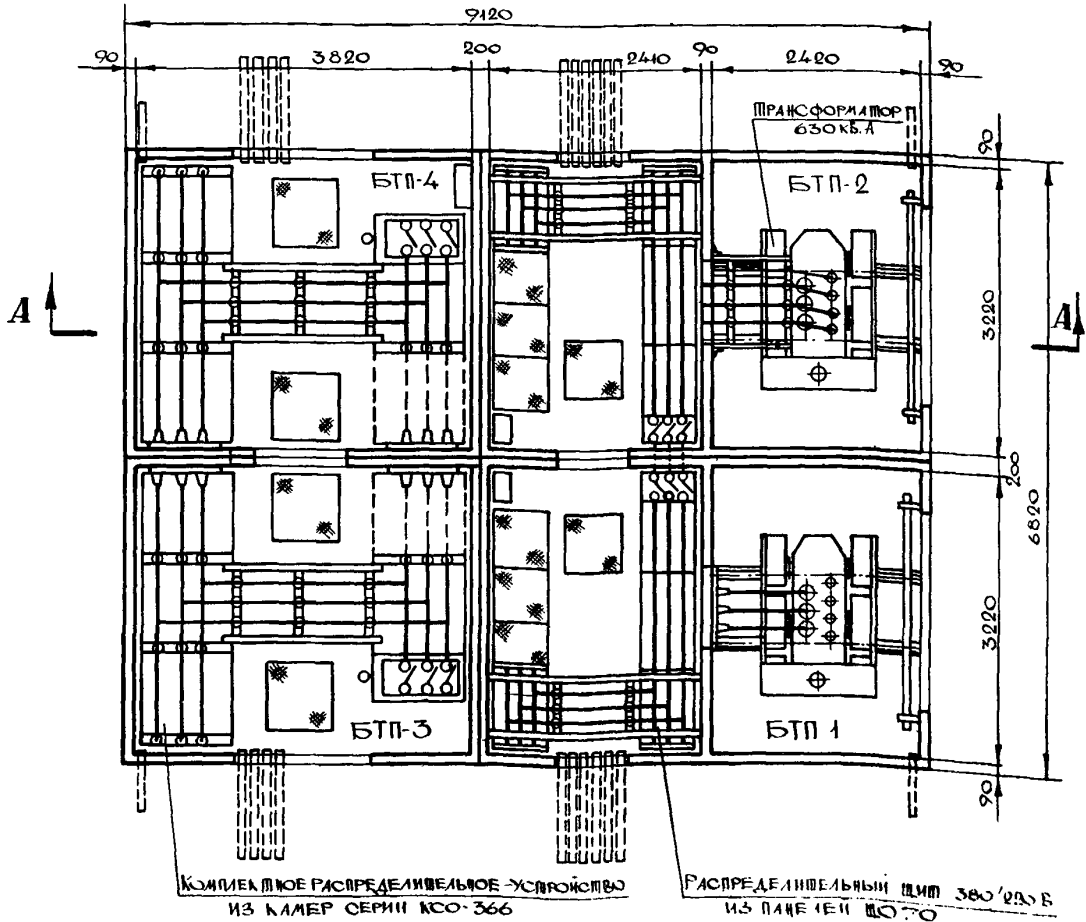 9120
90
3820
200
2410
90
2420
90
ТРАНСФОРМАТОР
630 КВ.А
90
БТП-4
БТП-2
А
А
3220
200
6820
3220
БТП-3
БТП 1
90
КОМПЛЕКТНОЕ РАСПРЕДЕЛИТЕЛЬНОЕ УСТРОЙСТВО
ИЗ КАМЕР СЕРИИ КСО-366
РАСПРЕДЕЛИТЕЛЬНЫЙ ЩИТ 380/220 В
ИЗ ПАНЕЛЕЙ ЩО-70